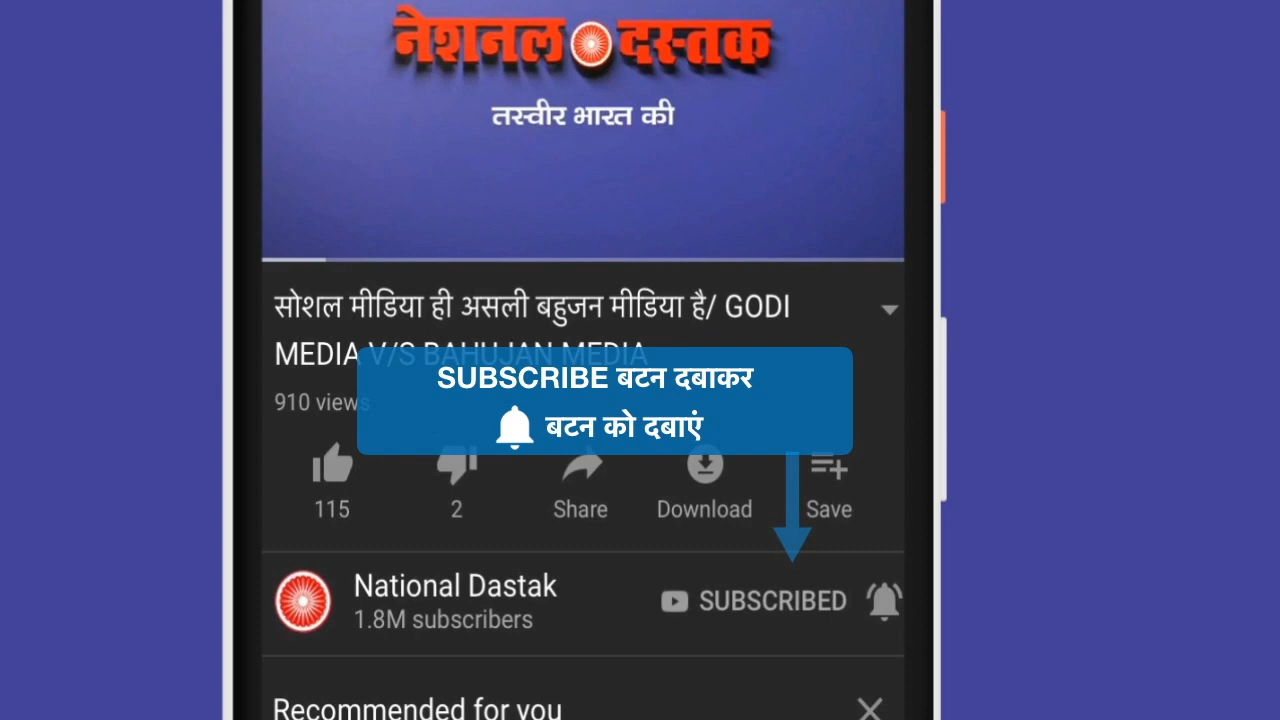 नेशनल दस्तक
तस्वीर भारत की
सोशल मीडिया ही असली बहुजन मीडिया है/ GODI
MEDIA V/S BAHUJAN MEDIA
910 views
SUBSCRIBE बटन दबाकर
बटन को दबाएं
115
2
Share
Download
Save
National Dastak
1.8M subscribers
SUBSCRIBED
Recommended for you